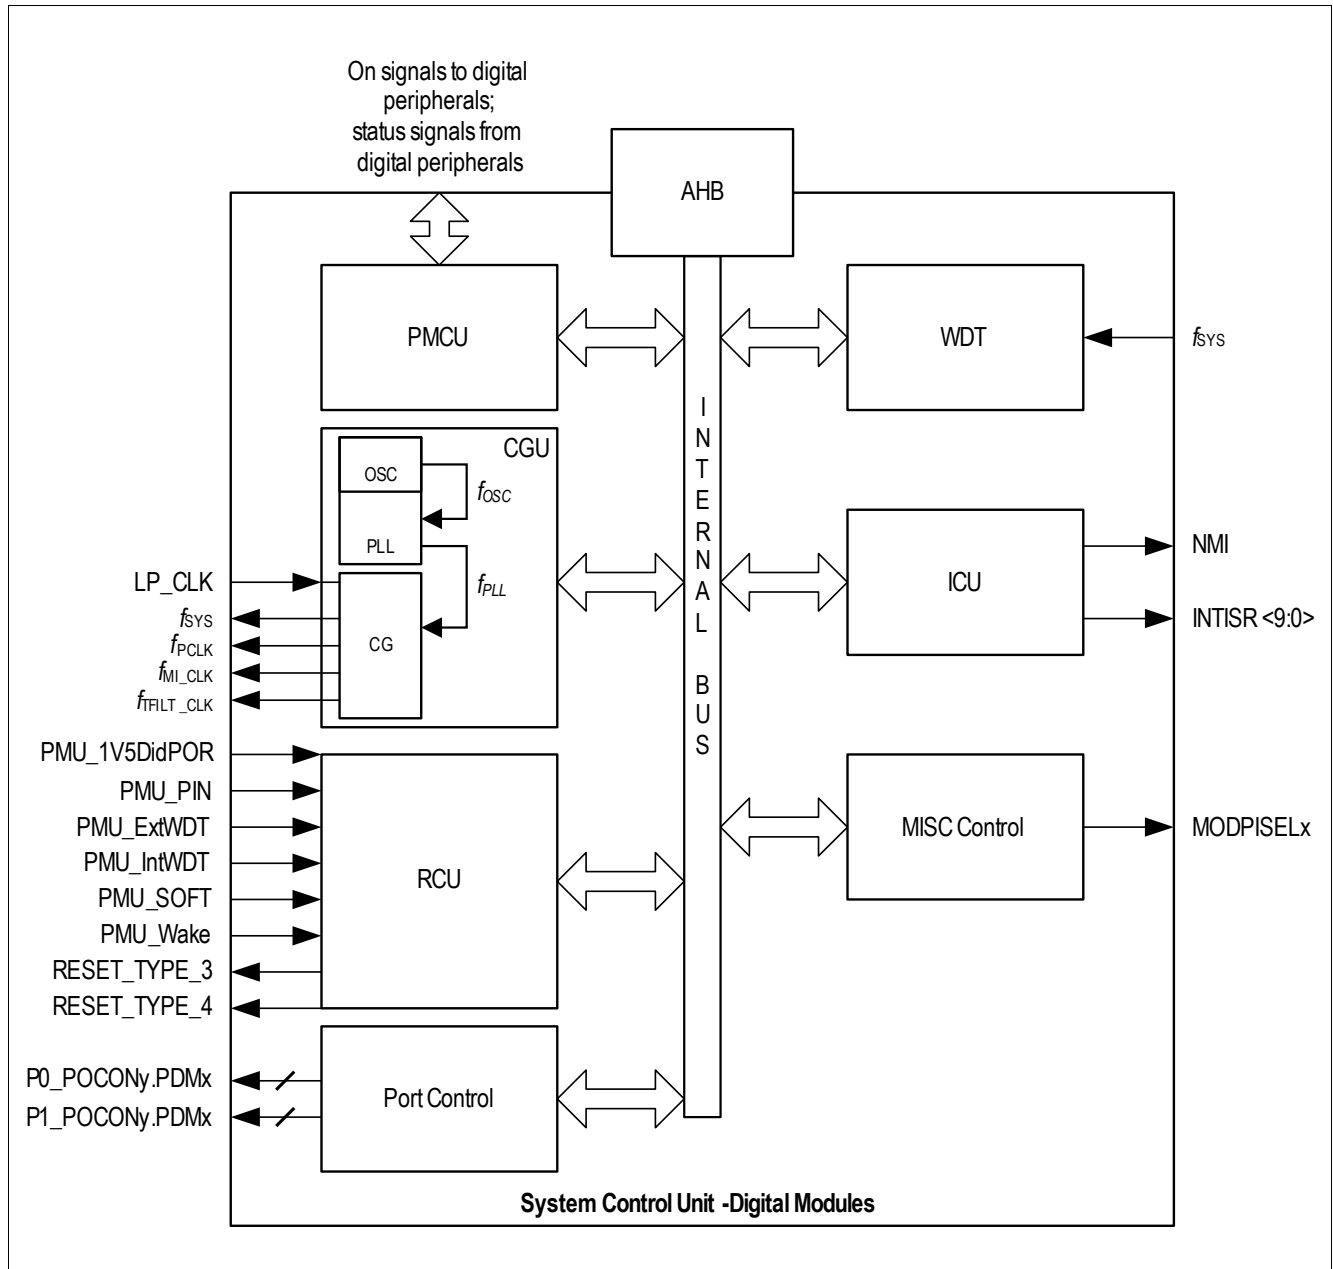 On signals to digital
peripherals;
status signals from
digital peripherals
AHB
PMCU
WDT
fSYS
CGU
OSC
fOSC
PLL
fPLL
CG
LP_CLK
fSYS
fPCLK
fMI_CLK
fTFILT_CLK
INTERNAL BUS
ICU
NMI
INTISR <9:0>
PMU_1V5DidPOR
PMU_PIN
PMU_ExtWDT
PMU_IntWDT
PMU_SOFT
PMU_Wake
RESET_TYPE_3
RESET_TYPE_4
RCU
MISC Control
MODPISELx
P0_POCONy.PDMx
P1_POCONy.PDMx
Port Control
System Control Unit -Digital Modules